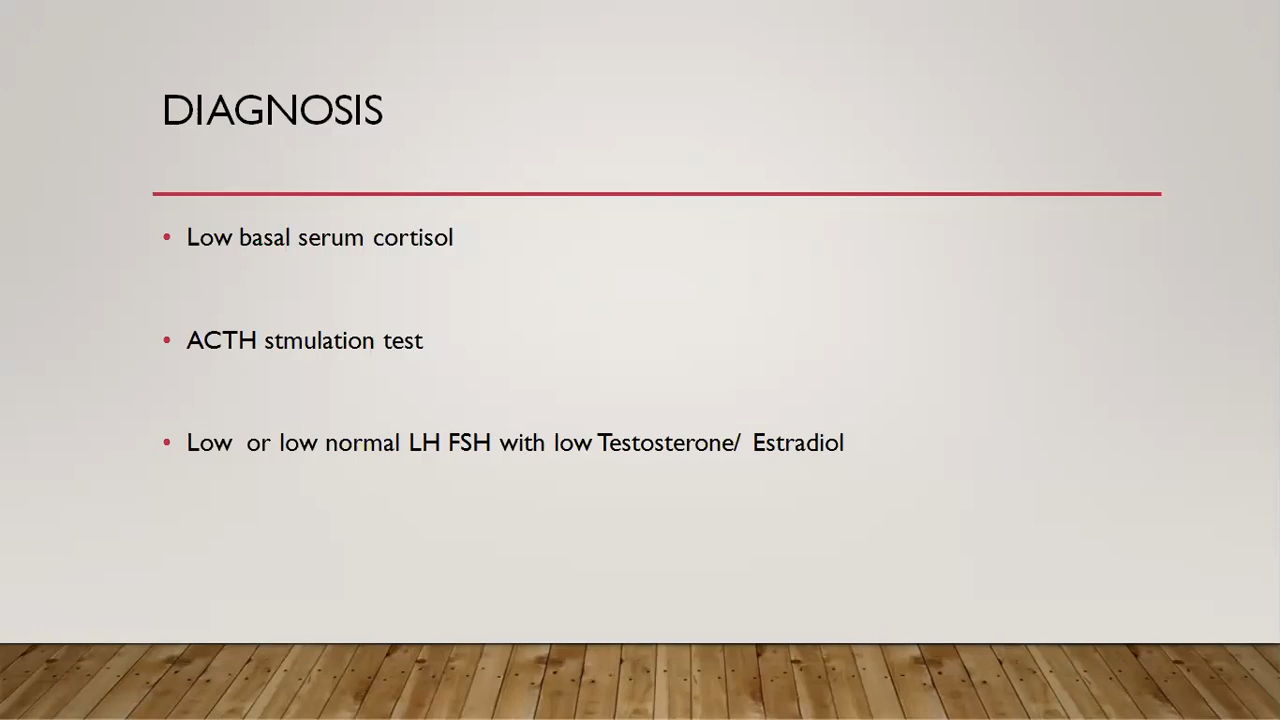 DIAGNOSIS
• Low basal serum cortisol
• ACTH stmulation test
• Low  or low normal LH FSH with low Testosterone/  Estradiol